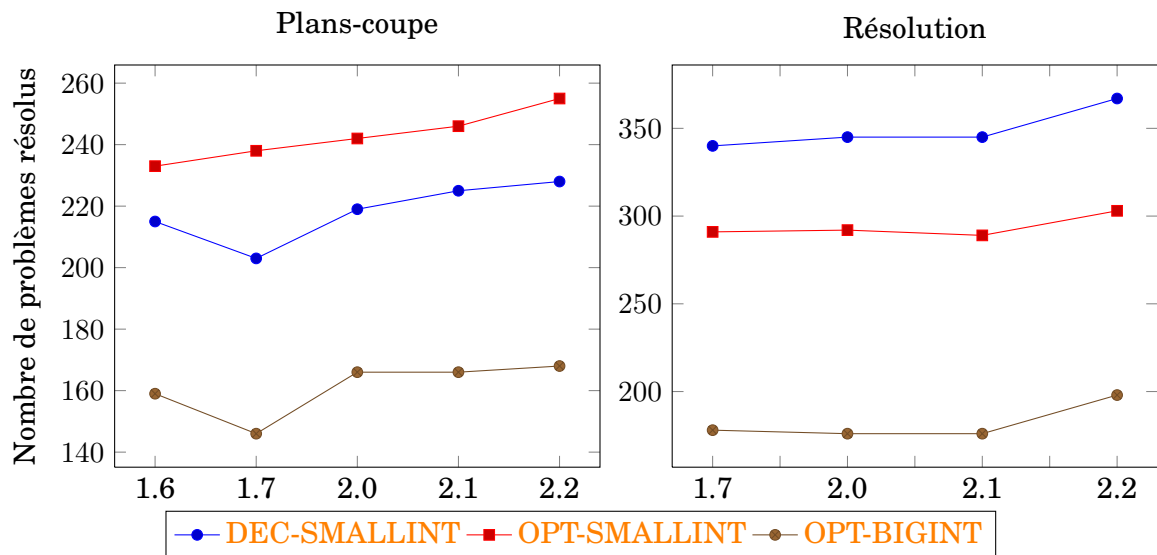 Plans-coupe
Résolution
Nombre de problèmes résolus
260
240
220
200
180
160
140
1.6 1.7 2.0 2.1 2.2
350
300
250
200
1.7 2.0 2.1 2.2
DEC-SMALLINT OPT-SMALLINT OPT-BIGINT